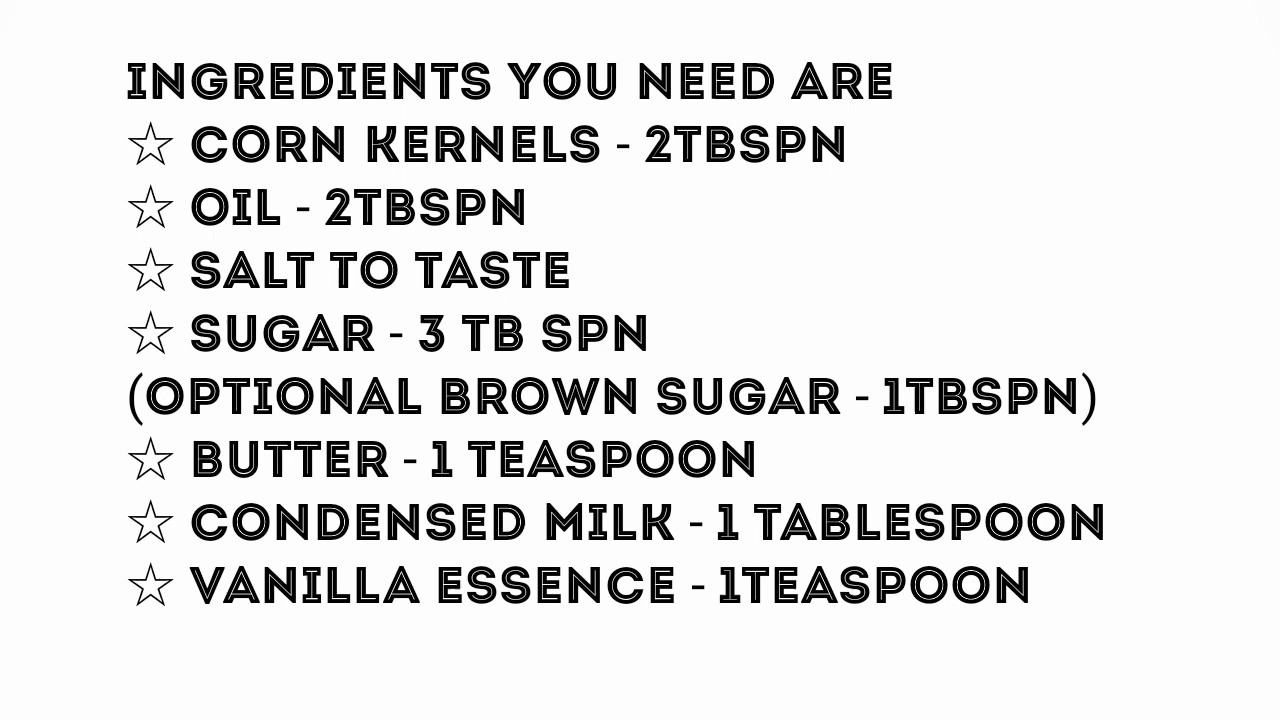 INGREDIENTS YOU NEED ARE
☆ CORN KERNELS - 2TBSPN
☆ OIL - 2TBSPN
☆ SALT TO TASTE
☆ SUGAR - 3 TB SPN
(OPTIONAL BROWN SUGAR - 1TBSPN)
☆ BUTTER - 1 TEASPOON
☆ CONDENSED MILK - 1 TABLESPOON
☆ VANILLA ESSENCE - 1TEASPOON